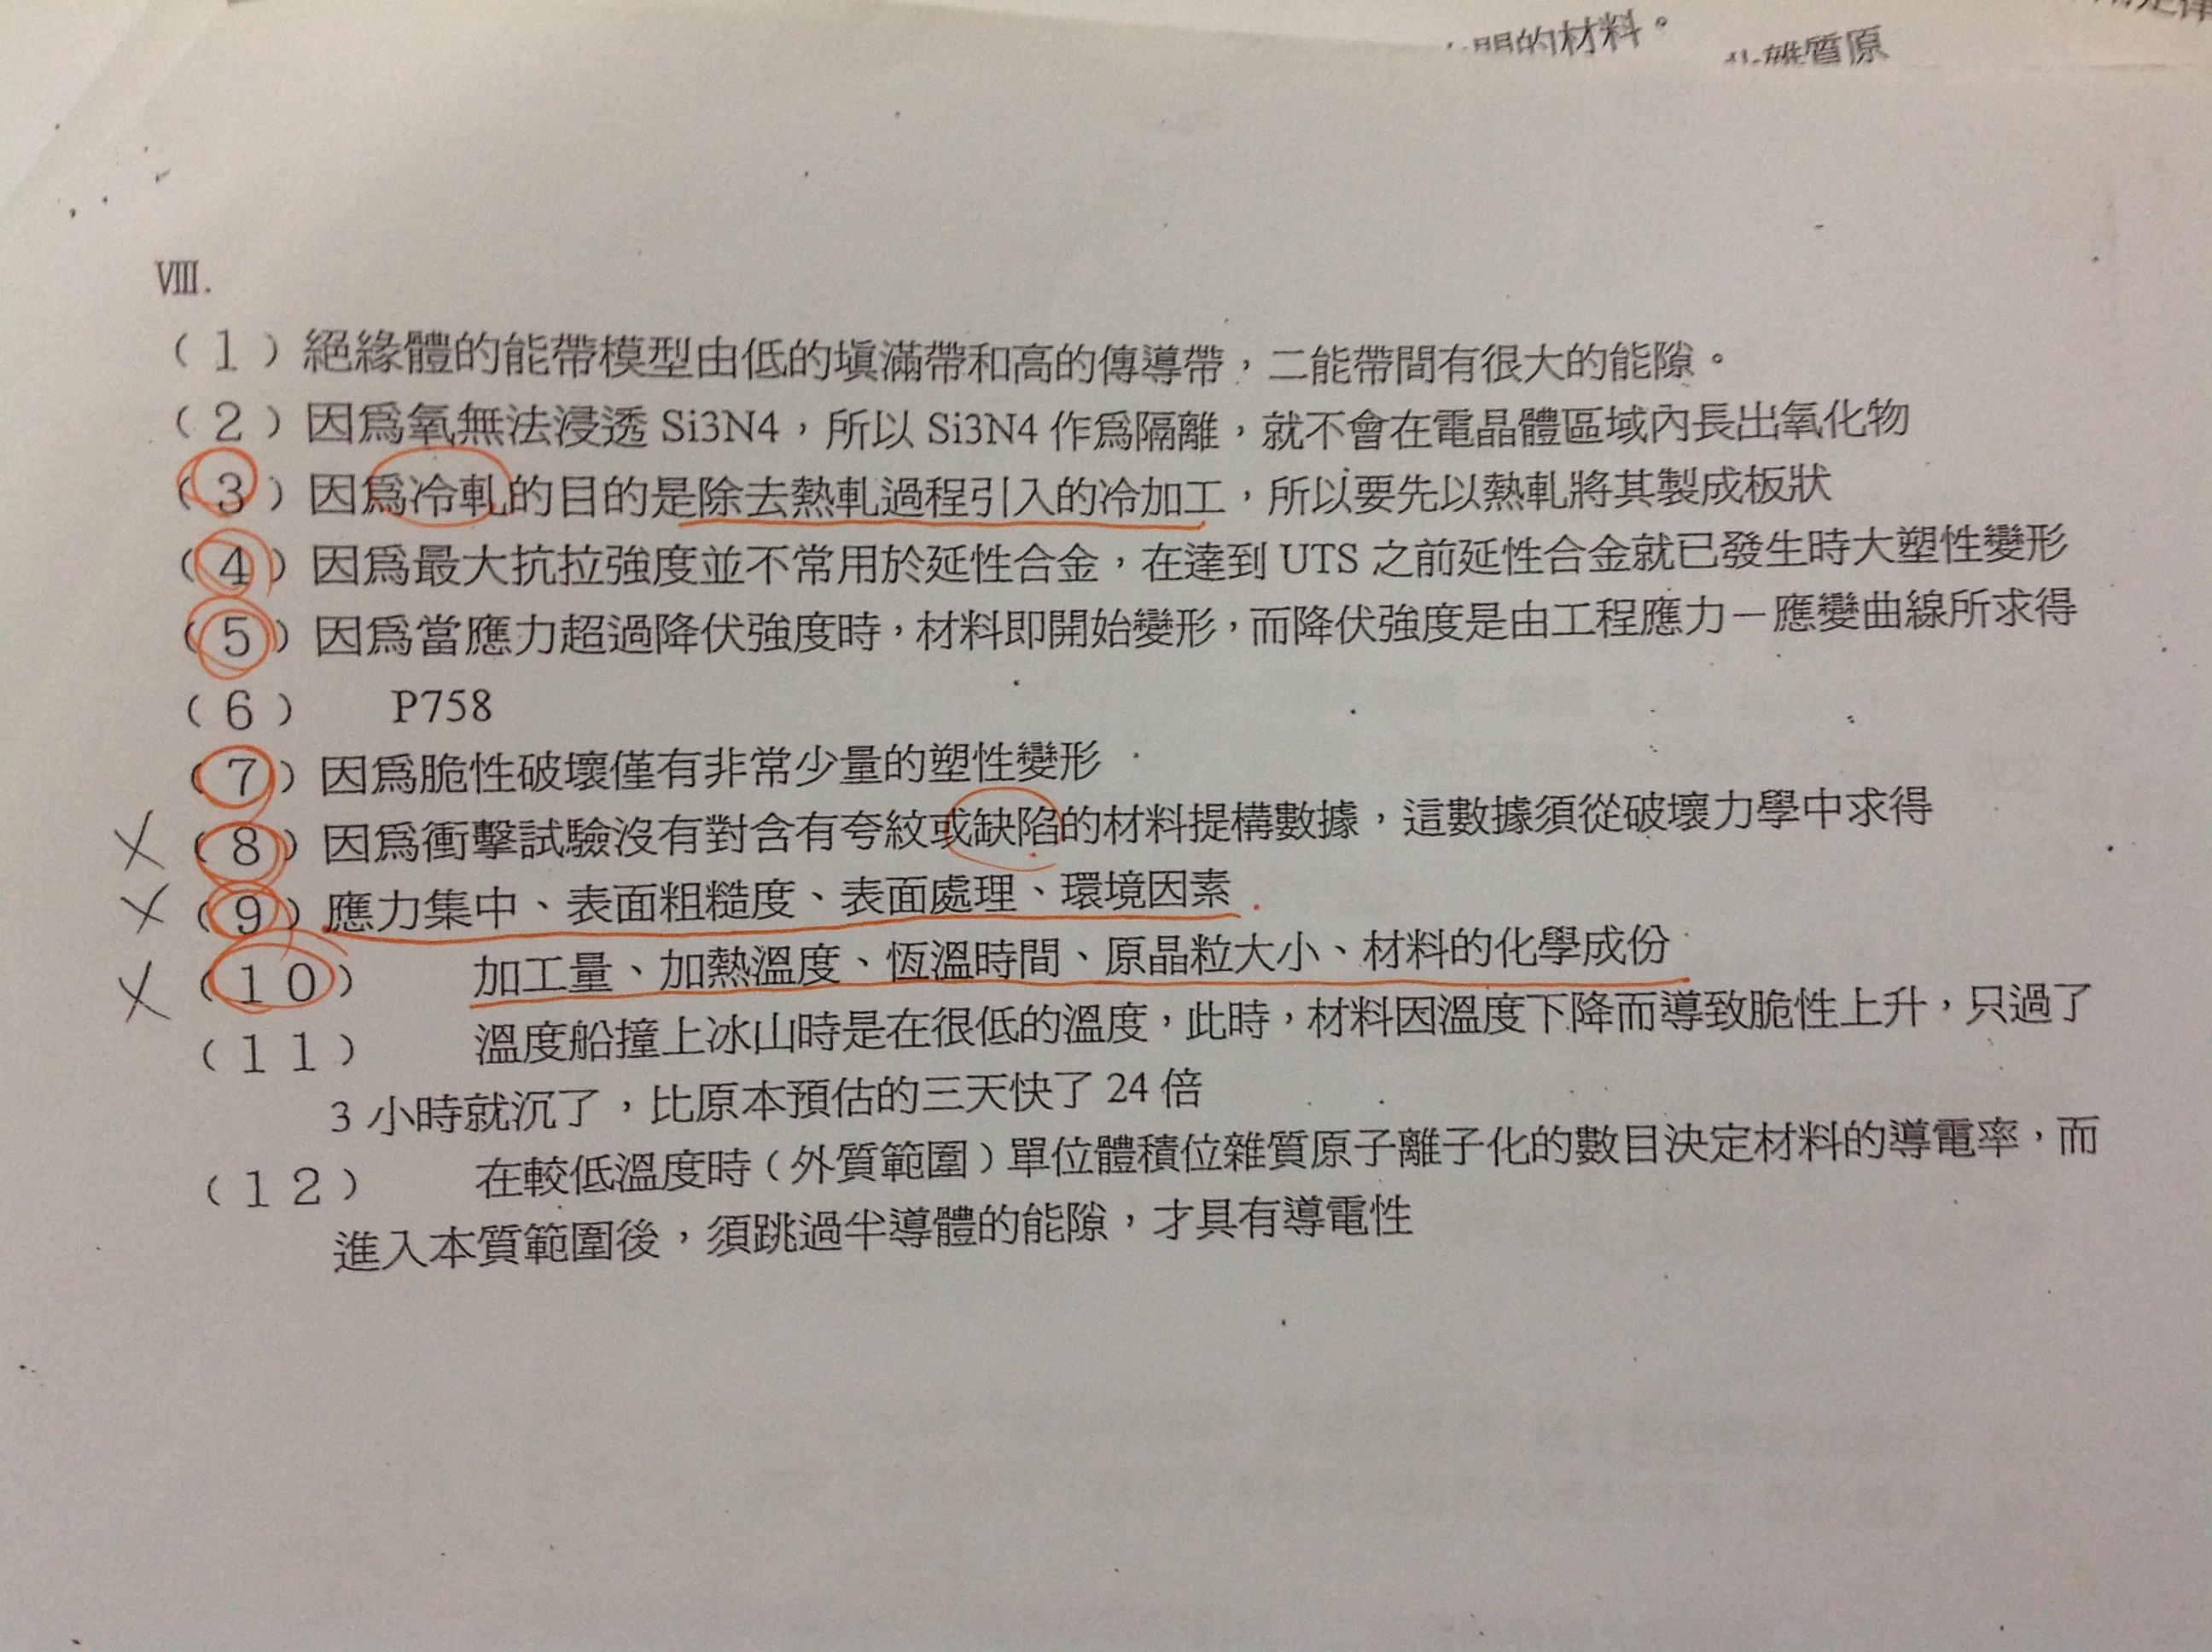 的材料。
雜質原
Ⅷ.
（1）絕緣體的能帶模型由低的填滿帶和高的傳導帶，二能帶間有很大的能隙。
（2）因為氧無法浸透 Si3N4，所以 Si3N4 作為隔離，就不會在電晶體區域內長出氧化物
（3）因為冷軋的目的是除去熱軋過程引入的冷加工，所以要先以熱軋將其製成板狀
（4）因為最大抗拉強度並不常用於延性合金，在達到 UTS 之前延性合金就已發生時大塑性變形
（5）因為當應力超過降伏強度時，材料即開始變形，而降伏強度是由工程應力－應變曲線所求得
（6） P758
（7）因為脆性破壞僅有非常少量的塑性變形
X（8）因為衝擊試驗沒有對含有夸紋或缺陷的材料提構數據，這數據須從破壞力學中求得
X（9）應力集中、表面粗糙度、表面處理、環境因素
X（10） 加工量、加熱溫度、恆溫時間、原晶粒大小、材料的化學成份
（11） 溫度船撞上冰山時是在很低的溫度，此時，材料因溫度下降而導致脆性上升，只過了
3 小時就沉了，比原本預估的三天快了 24 倍
（12） 在較低溫度時（外質範圍）單位體積位雜質原子離子化的數目決定材料的導電率，而
進入本質範圍後，須跳過半導體的能隙，才具有導電性